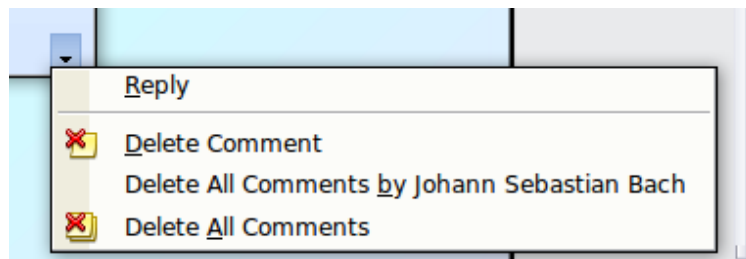 Reply
Delete Comment
Delete All Comments by Johann Sebastian Bach
Delete All Comments